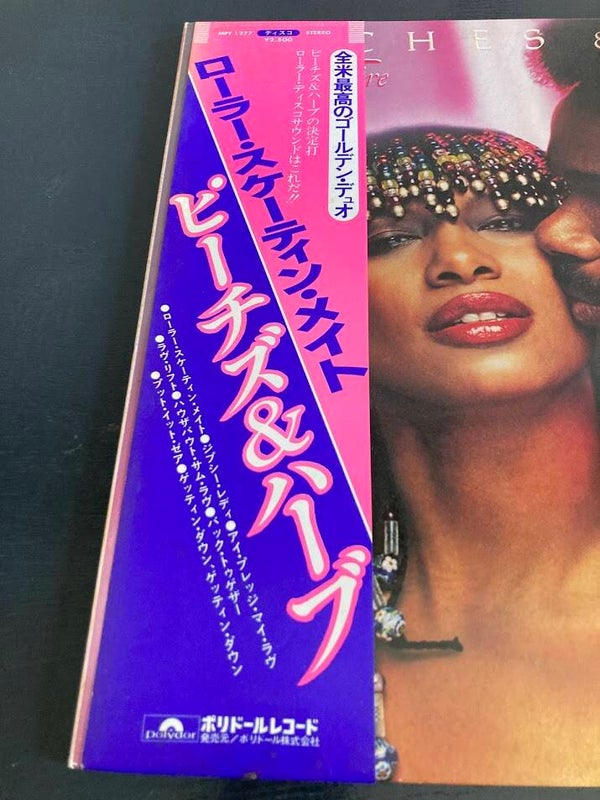 MPF 1277 ディスコ STEREO
¥2,500
CHES &
ire
全米最高のゴールデン・デュオ
ピーチズ&ハーブの決定打
ローラー・ディスコサウンドはこれだ!!
ローラー・スケーティン・メイト
ピーチズ&ハーブ
●ローラー・スケーティン・メイト●ジプシー・レディ●アイ・プレッジ・マイ・ラヴ
●ラヴ・リフト●ハウザバウト・サム・ラヴ●バック・トゥゲザー
●プット・イット・ゼア●ゲッティン・ダウン、ゲッティン・ダウン
polydor
ポリドールレコード
発売元/ポリドール株式会社